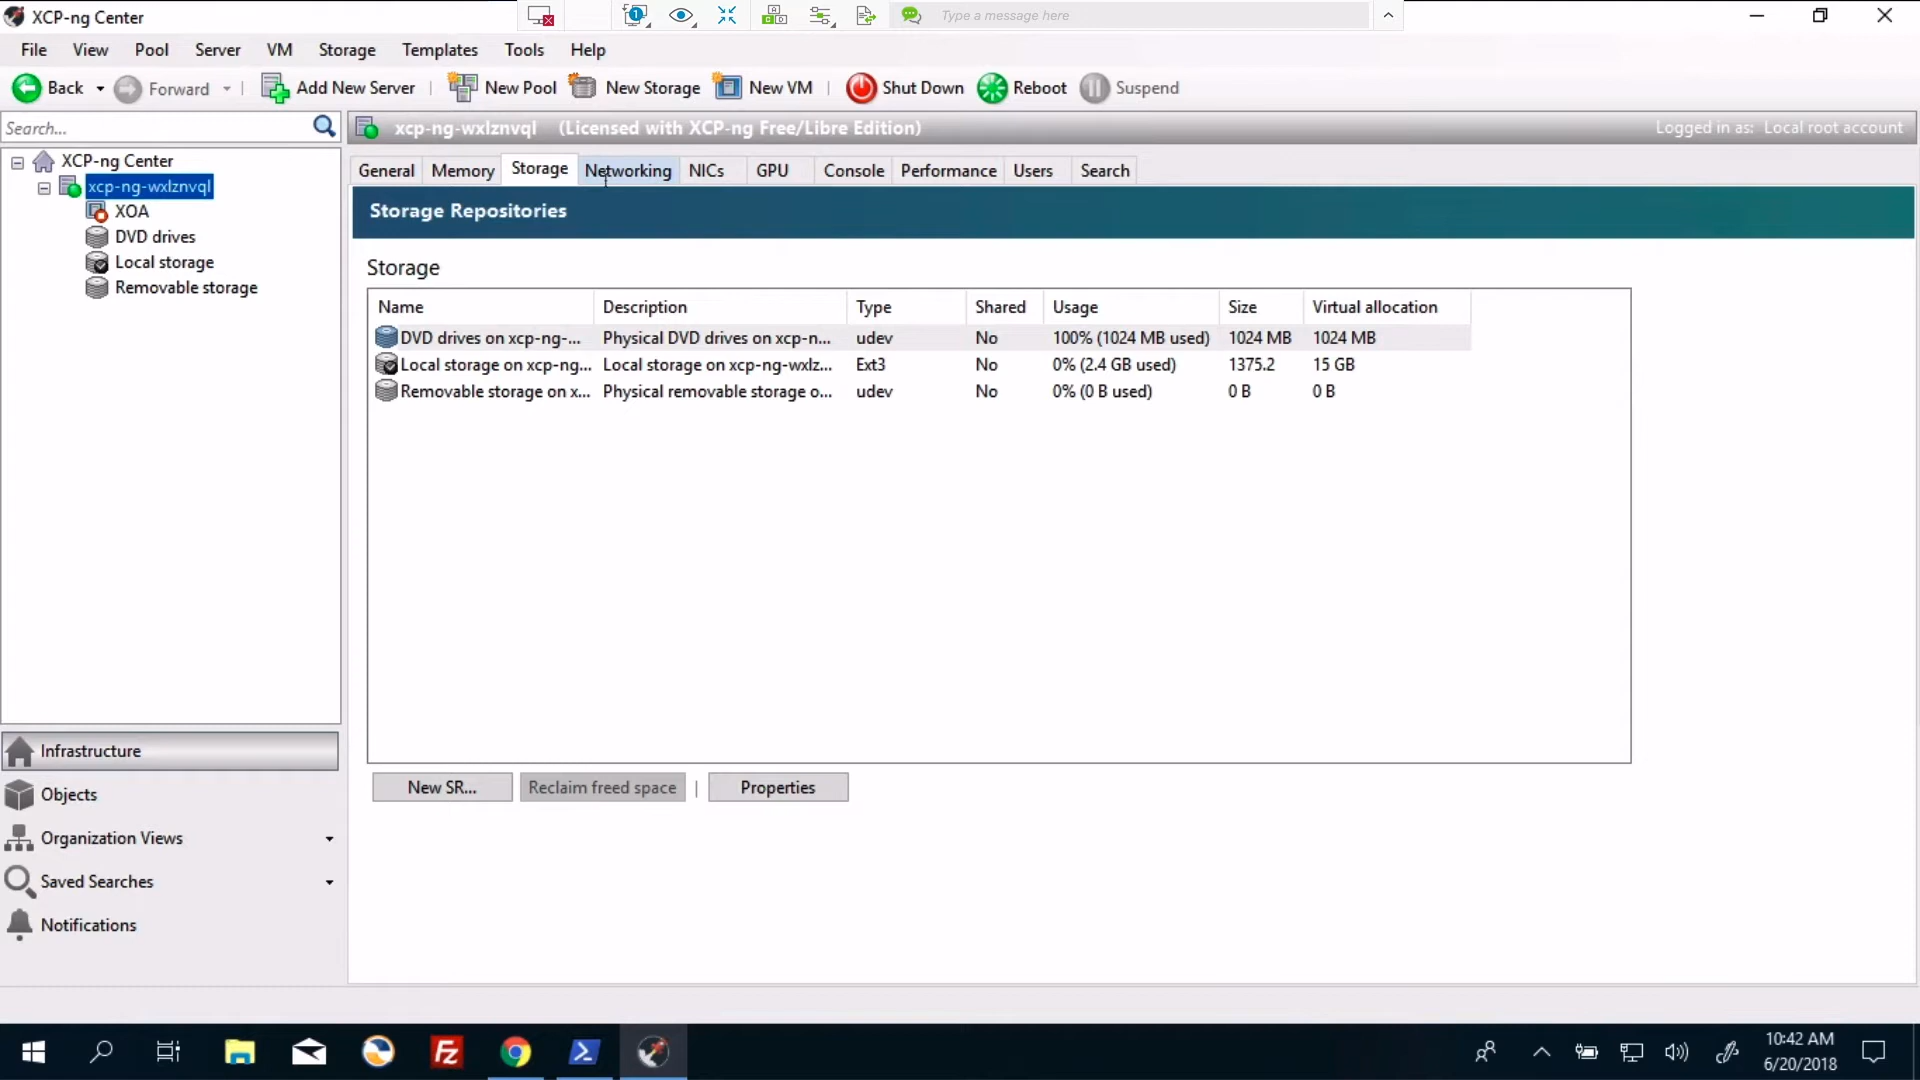 XCP-ng Center
Type a message here
File View Pool Server VM Storage Templates Tools Help
Back Forward Add New Server New Pool New Storage New VM Shut Down Reboot Suspend
Search...
xcp-ng-wxlznvql (Licensed with XCP-ng Free/Libre Edition)
Logged in as: Local root account
XCP-ng Center
xcp-ng-wxlznvql
XOA
DVD drives
Local storage
Removable storage
General Memory Storage Networking NICs GPU Console Performance Users Search
Storage Repositories
Storage
Name Description Type Shared Usage Size Virtual allocation
DVD drives on xcp-ng-... Physical DVD drives on xcp-n... udev No 100% (1024 MB used) 1024 MB 1024 MB
Local storage on xcp-ng... Local storage on xcp-ng-wxlz... Ext3 No 0% (2.4 GB used) 1375.2 15 GB
Removable storage on x... Physical removable storage o... udev No 0% (0 B used) 0 B 0 B
New SR... Reclaim freed space | Properties
Infrastructure
Objects
Organization Views
Saved Searches
Notifications
10:42 AM
6/20/2018